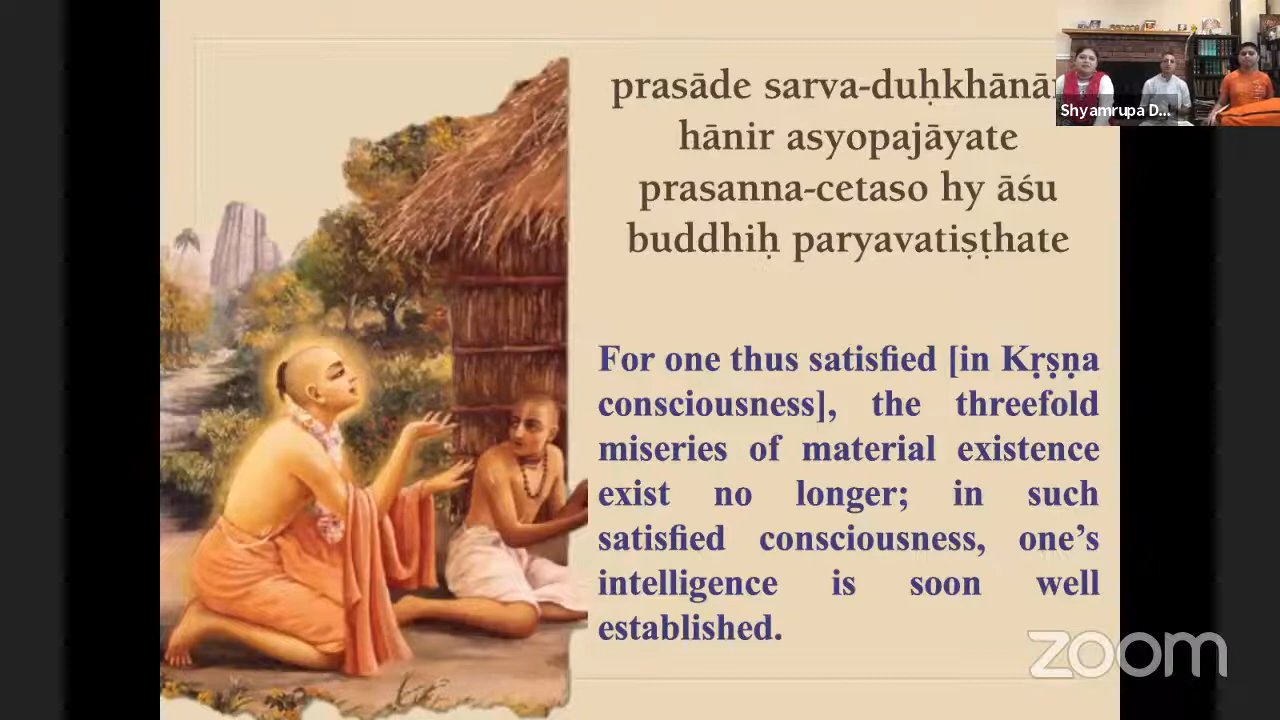 prasāde sarva-duḥkhānā
hānir asyopajāyate
prasanna-cetaso hy āśu
buddhiḥ paryavatiṣṭhate
For one thus satisfied [in Kṛṣṇa
consciousness], the threefold
miseries of material existence
exist no longer; in such
satisfied consciousness, one’s
intelligence is soon well
established.
Shyamrupa D...
zoom